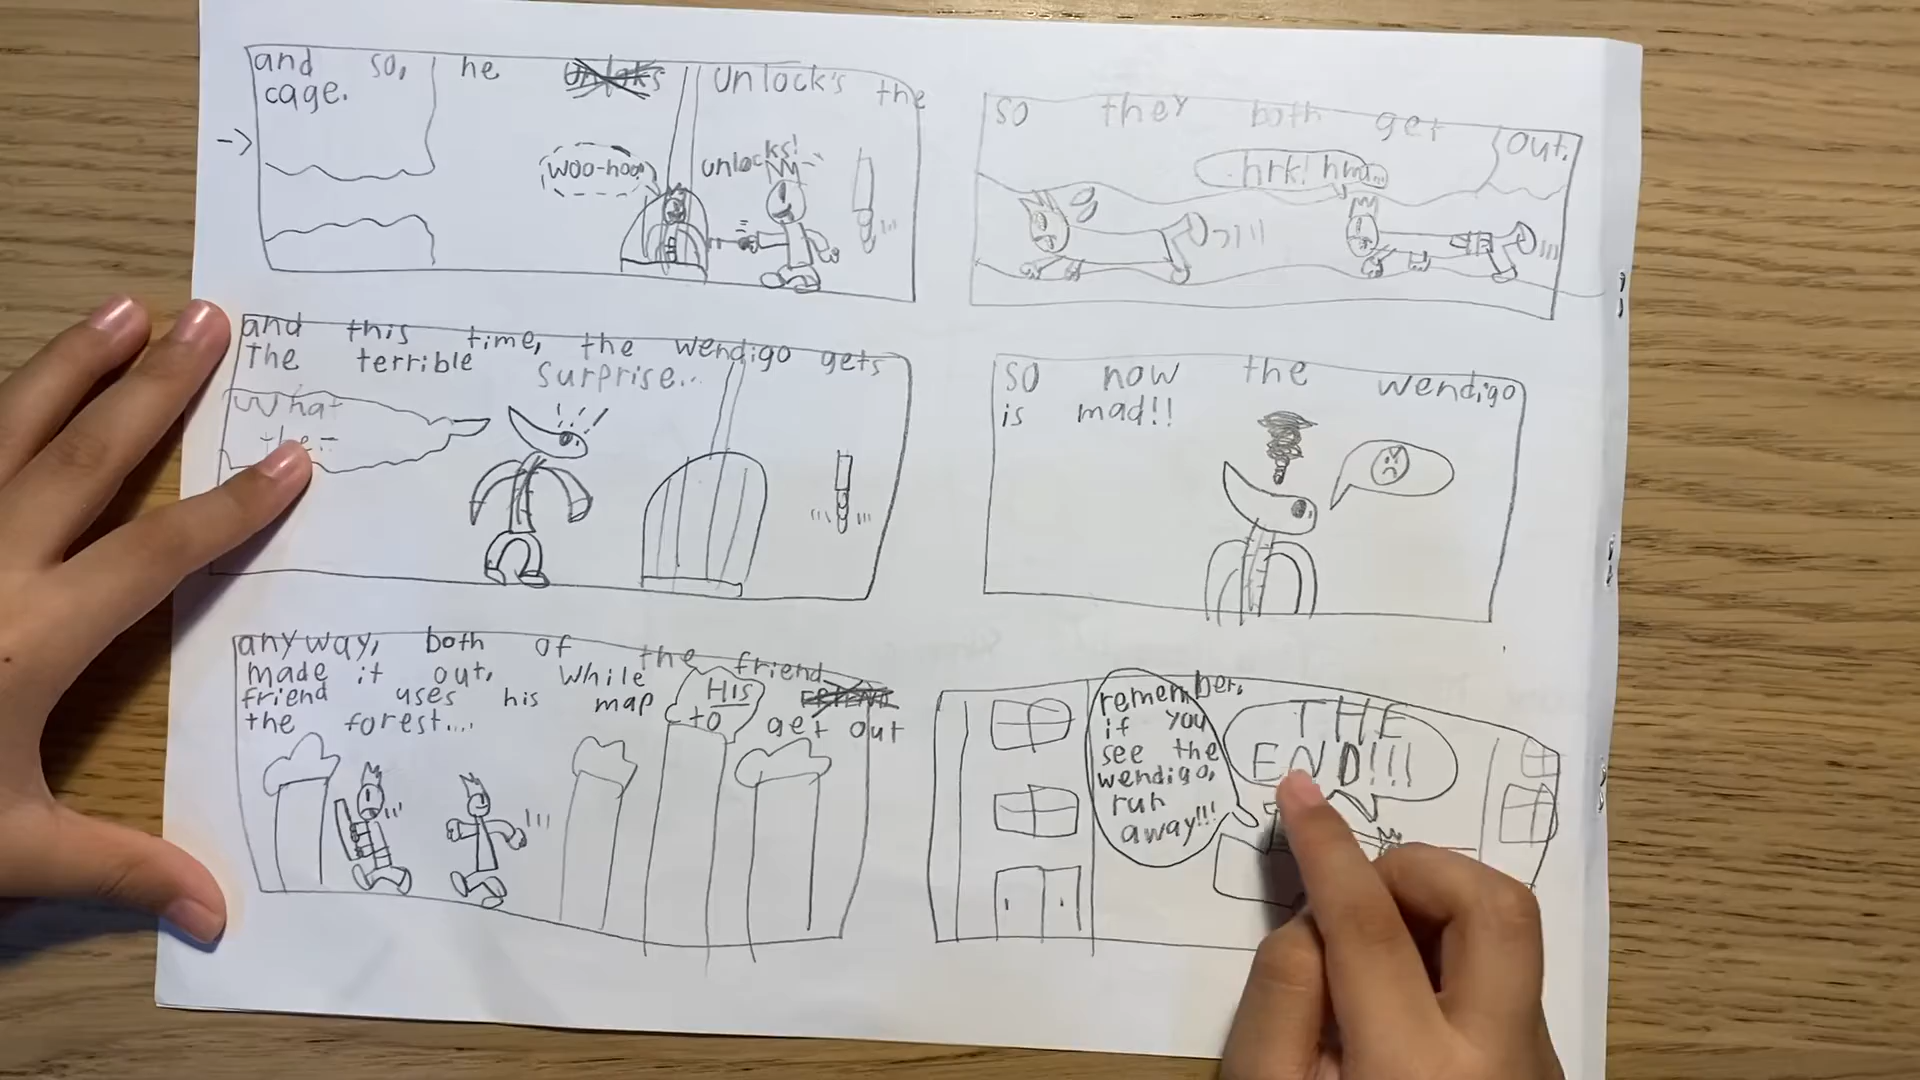 and so, he unlocks unlock's the
cage.
woo-hoo!
unlocks!
so they both get out.
hrk! hmm...
and this time, the wendigo gets
The terrible surprise...
What
the-
so now the wendigo
is mad!!
anyway, both of the friend
made it out, while His
friend uses his map to get out
the forest....
remember,
if you
see the
wendigo,
run
away!!!
THE
END!!!